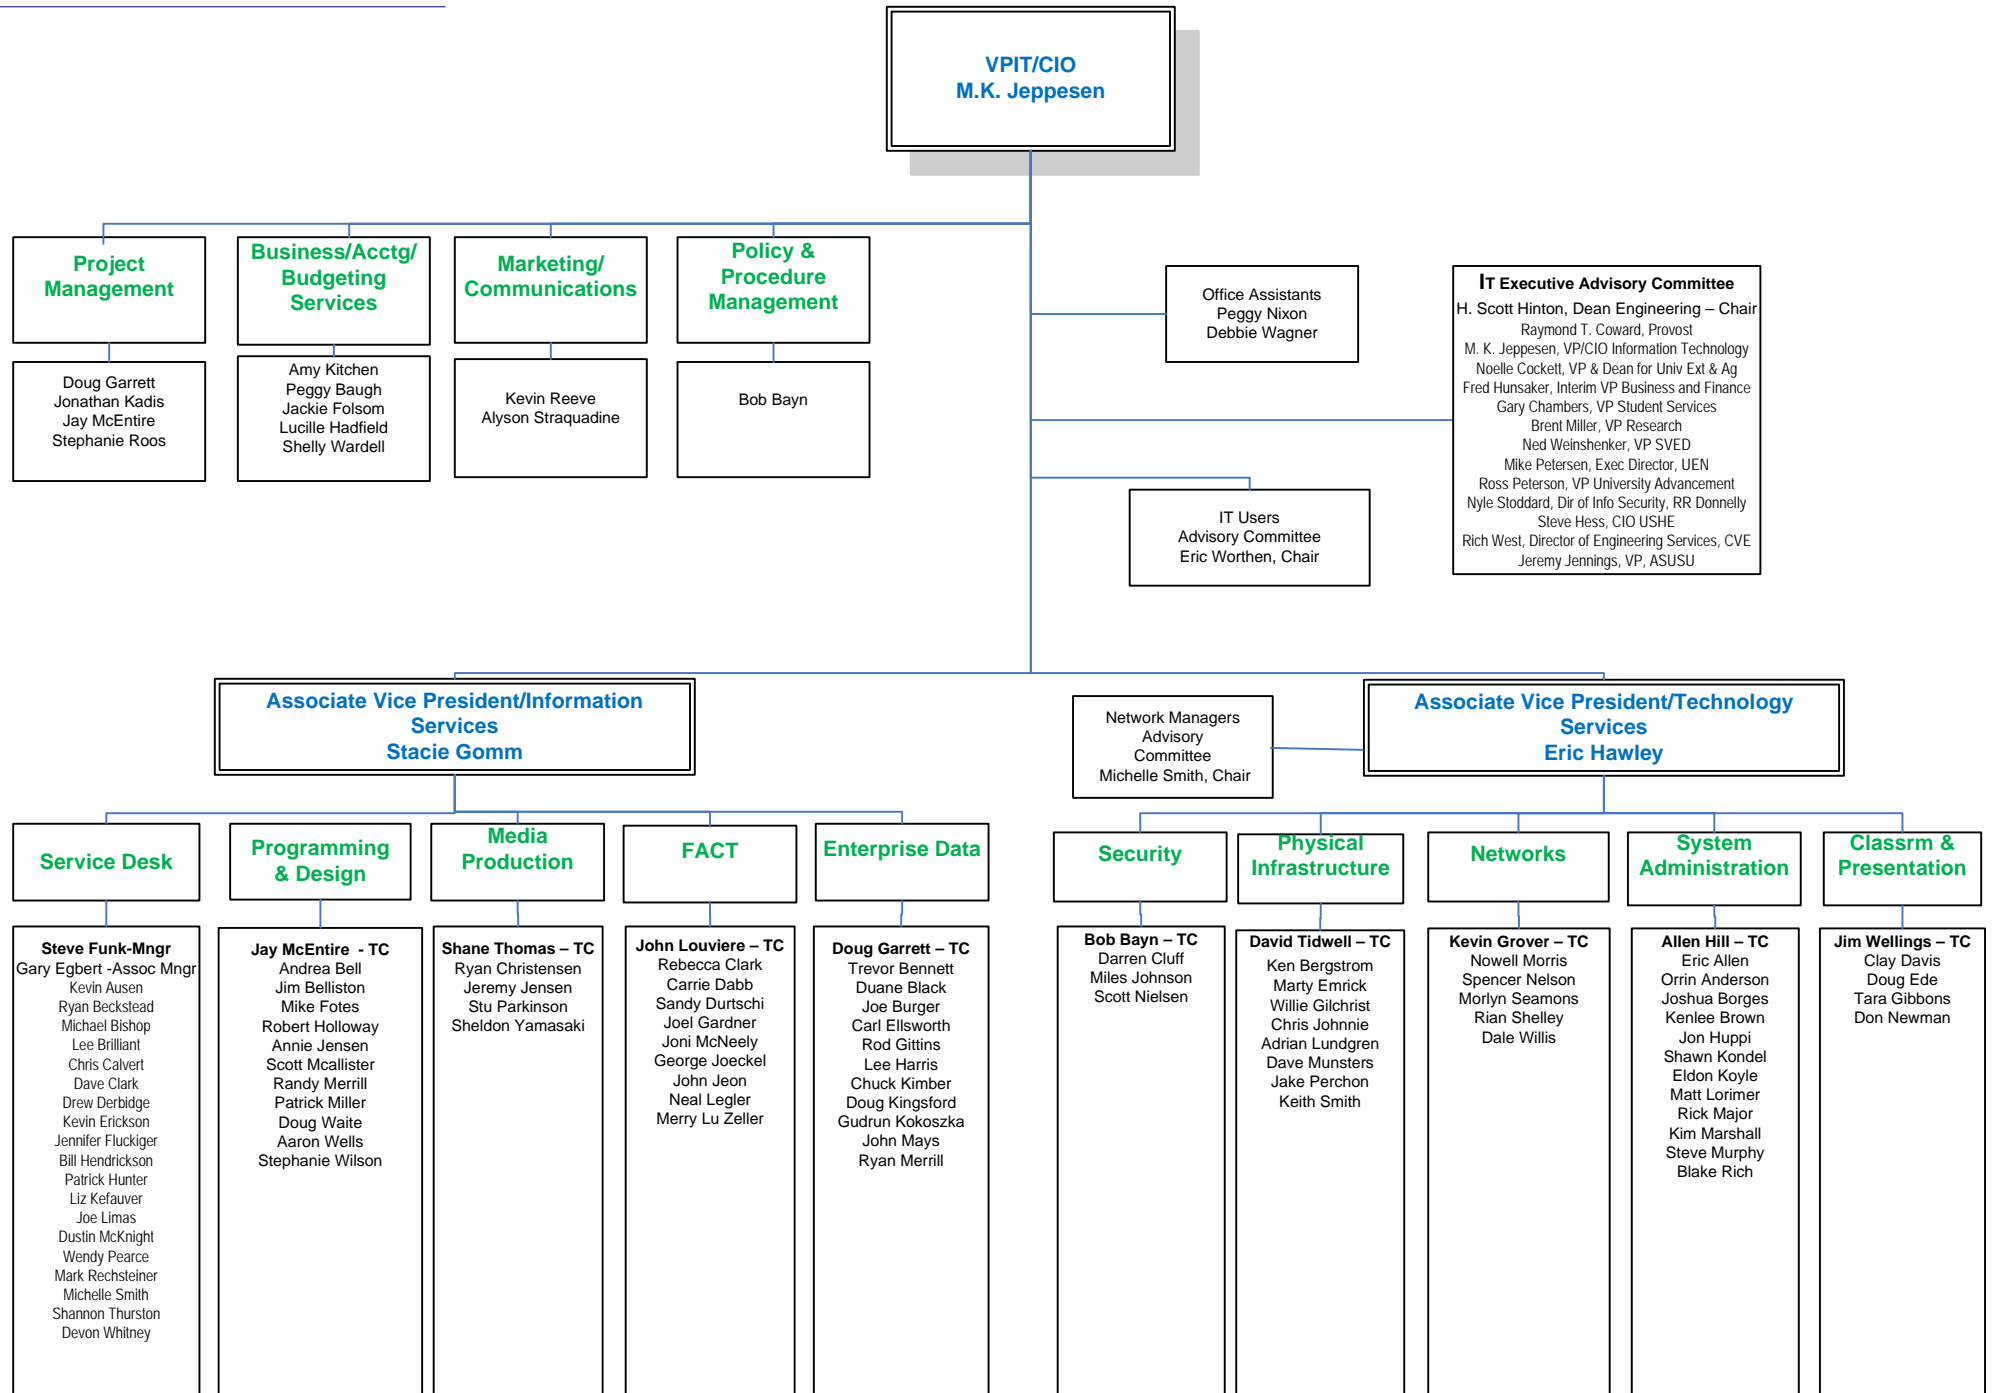 VPIT/CIO
M.K. Jeppesen
Project
Management
Business/Acctg/
Budgeting
Services
Marketing/
Communications
Policy &
Procedure
Management
Doug Garrett
Jonathan Kadis
Jay McEntire
Stephanie Roos
Amy Kitchen
Peggy Baugh
Jackie Folsom
Lucille Hadfield
Shelly Wardell
Kevin Reeve
Alyson Straquadine
Bob Bayn
Office Assistants
Peggy Nixon
Debbie Wagner
IT Executive Advisory Committee
H. Scott Hinton, Dean Engineering – Chair
Raymond T. Coward, Provost
M. K. Jeppesen, VP/CIO Information Technology
Noelle Cockett, VP & Dean for Univ Ext & Ag
Fred Hunsaker, Interim VP Business and Finance
Gary Chambers, VP Student Services
Brent Miller, VP Research
Ned Weinshenker, VP SVED
Mike Petersen, Exec Director, UEN
Ross Peterson, VP University Advancement
Nyle Stoddard, Dir of Info Security, RR Donnelly
Steve Hess, CIO USHE
Rich West, Director of Engineering Services, CVE
Jeremy Jennings, VP, ASUSU
IT Users
Advisory Committee
Eric Worthen, Chair
Associate Vice President/Information
Services
Stacie Gomm
Network Managers
Advisory
Committee
Michelle Smith, Chair
Associate Vice President/Technology
Services
Eric Hawley
Service Desk
Programming
& Design
Media
Production
FACT
Enterprise Data
Security
Physical
Infrastructure
Networks
System
Administration
Classrm &
Presentation
Steve Funk-Mngr
Gary Egbert -Assoc Mngr
Kevin Ausen
Ryan Beckstead
Michael Bishop
Lee Brilliant
Chris Calvert
Dave Clark
Drew Derbidge
Kevin Erickson
Jennifer Fluckiger
Bill Hendrickson
Patrick Hunter
Liz Kefauver
Joe Limas
Dustin McKnight
Wendy Pearce
Mark Rechsteiner
Michelle Smith
Shannon Thurston
Devon Whitney
Jay McEntire - TC
Andrea Bell
Jim Belliston
Mike Fotes
Robert Holloway
Annie Jensen
Scott Mcallister
Randy Merrill
Patrick Miller
Doug Waite
Aaron Wells
Stephanie Wilson
Shane Thomas – TC
Ryan Christensen
Jeremy Jensen
Stu Parkinson
Sheldon Yamasaki
John Louviere – TC
Rebecca Clark
Carrie Dabb
Sandy Durtschi
Joel Gardner
Joni McNeely
George Joeckel
John Jeon
Neal Legler
Merry Lu Zeller
Doug Garrett – TC
Trevor Bennett
Duane Black
Joe Burger
Carl Ellsworth
Rod Gittins
Lee Harris
Chuck Kimber
Doug Kingsford
Gudrun Kokoszka
John Mays
Ryan Merrill
Bob Bayn – TC
Darren Cluff
Miles Johnson
Scott Nielsen
David Tidwell – TC
Ken Bergstrom
Marty Emrick
Willie Gilchrist
Chris Johnnie
Adrian Lundgren
Dave Munsters
Jake Perchon
Keith Smith
Kevin Grover – TC
Nowell Morris
Spencer Nelson
Morlyn Seamons
Rian Shelley
Dale Willis
Allen Hill – TC
Eric Allen
Orrin Anderson
Joshua Borges
Kenlee Brown
Jon Huppi
Shawn Kondel
Eldon Koyle
Matt Lorimer
Rick Major
Kim Marshall
Steve Murphy
Blake Rich
Jim Wellings – TC
Clay Davis
Doug Ede
Tara Gibbons
Don Newman